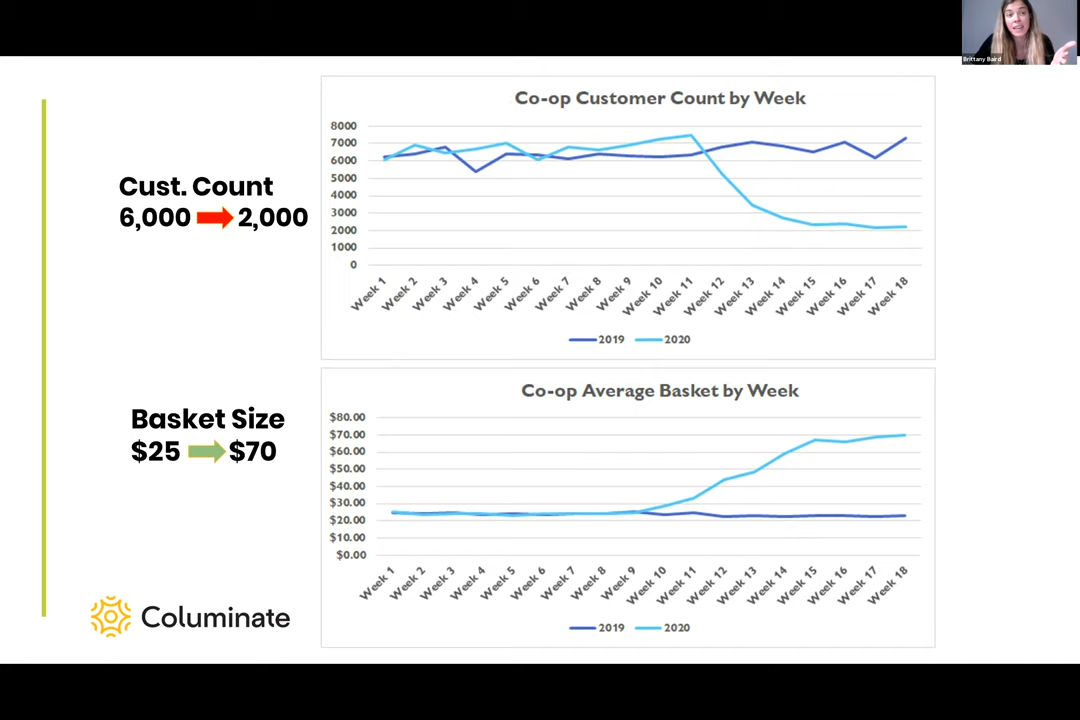 Brittany Baird
Cust. Count
6,000 2,000
Co-op Customer Count by Week
8000
7000
6000
5000
4000
3000
2000
1000
0
Week 1
Week 2
Week 3
Week 4
Week 5
Week 6
Week 7
Week 8
Week 9
Week 10
Week 11
Week 12
Week 13
Week 14
Week 15
Week 16
Week 17
Week 18
2019 2020
Basket Size
$25 $70
Co-op Average Basket by Week
$80.00
$70.00
$60.00
$50.00
$40.00
$30.00
$20.00
$10.00
$0.00
Week 1
Week 2
Week 3
Week 4
Week 5
Week 6
Week 7
Week 8
Week 9
Week 10
Week 11
Week 12
Week 13
Week 14
Week 15
Week 16
Week 17
Week 18
2019 2020
Columinate